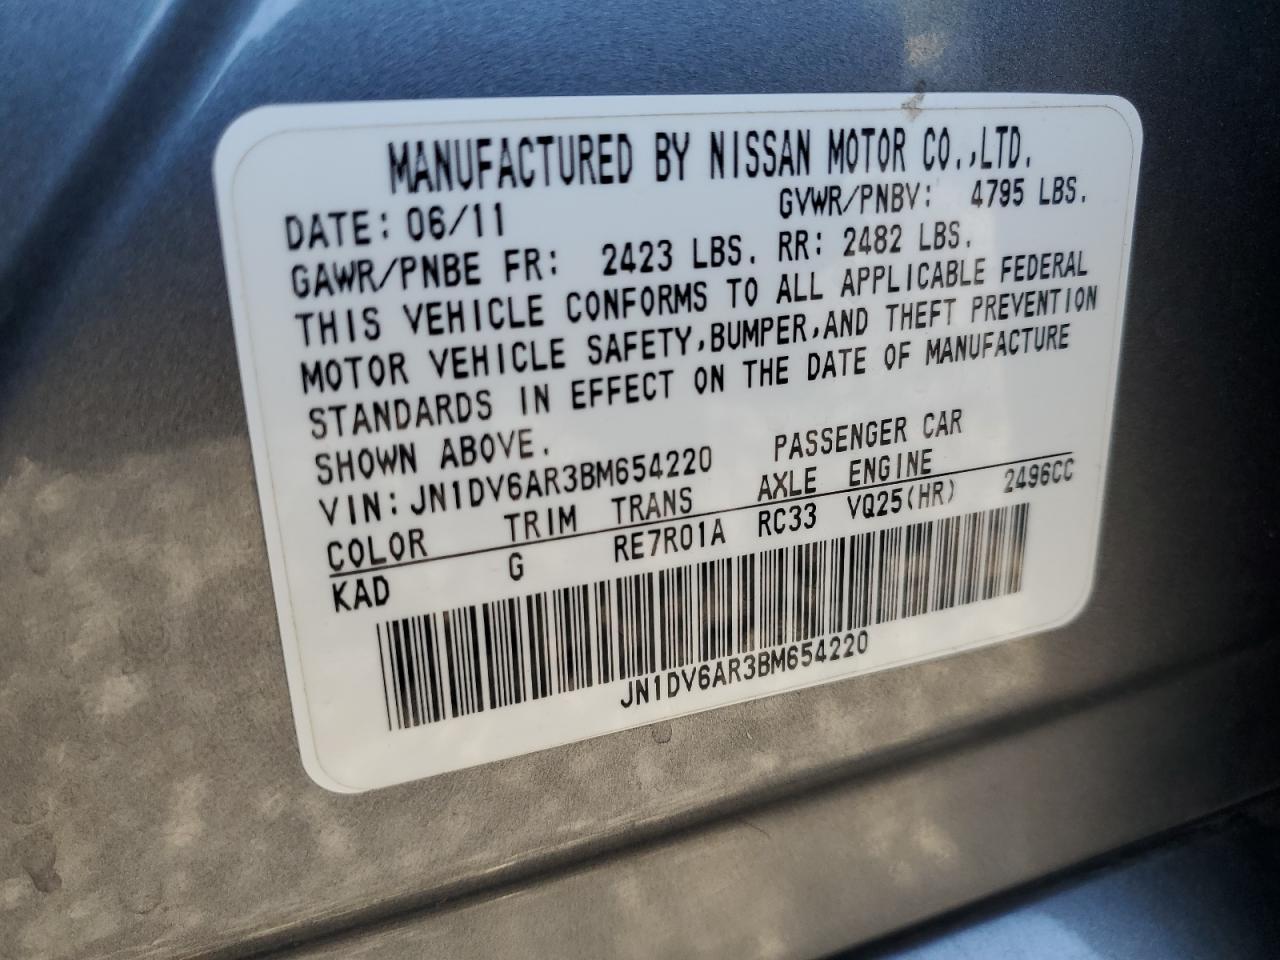 MANUFACTURED BY NISSAN MOTOR CO.,LTD.
DATE: 06/11 GVWR/PNBV: 4795 LBS.
GAWR/PNBE FR: 2423 LBS. RR: 2482 LBS.
THIS VEHICLE CONFORMS TO ALL APPLICABLE FEDERAL
MOTOR VEHICLE SAFETY,BUMPER,AND THEFT PREVENTION
STANDARDS IN EFFECT ON THE DATE OF MANUFACTURE
SHOWN ABOVE.
VIN: JN1DV6AR3BM654220 PASSENGER CAR
COLOR TRIM TRANS AXLE ENGINE
KAD G RE7R01A RC33 VQ25(HR) 2496CC
JN1DV6AR3BM654220